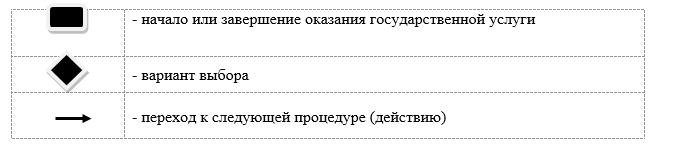 - начало или завершение оказания государственной услуги
- вариант выбора
- переход к следующей процедуре (действию)